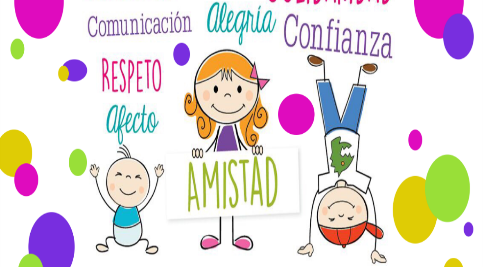 Comunicación
Alegría
Confianza
RESPETO
Afecto
AMISTAD